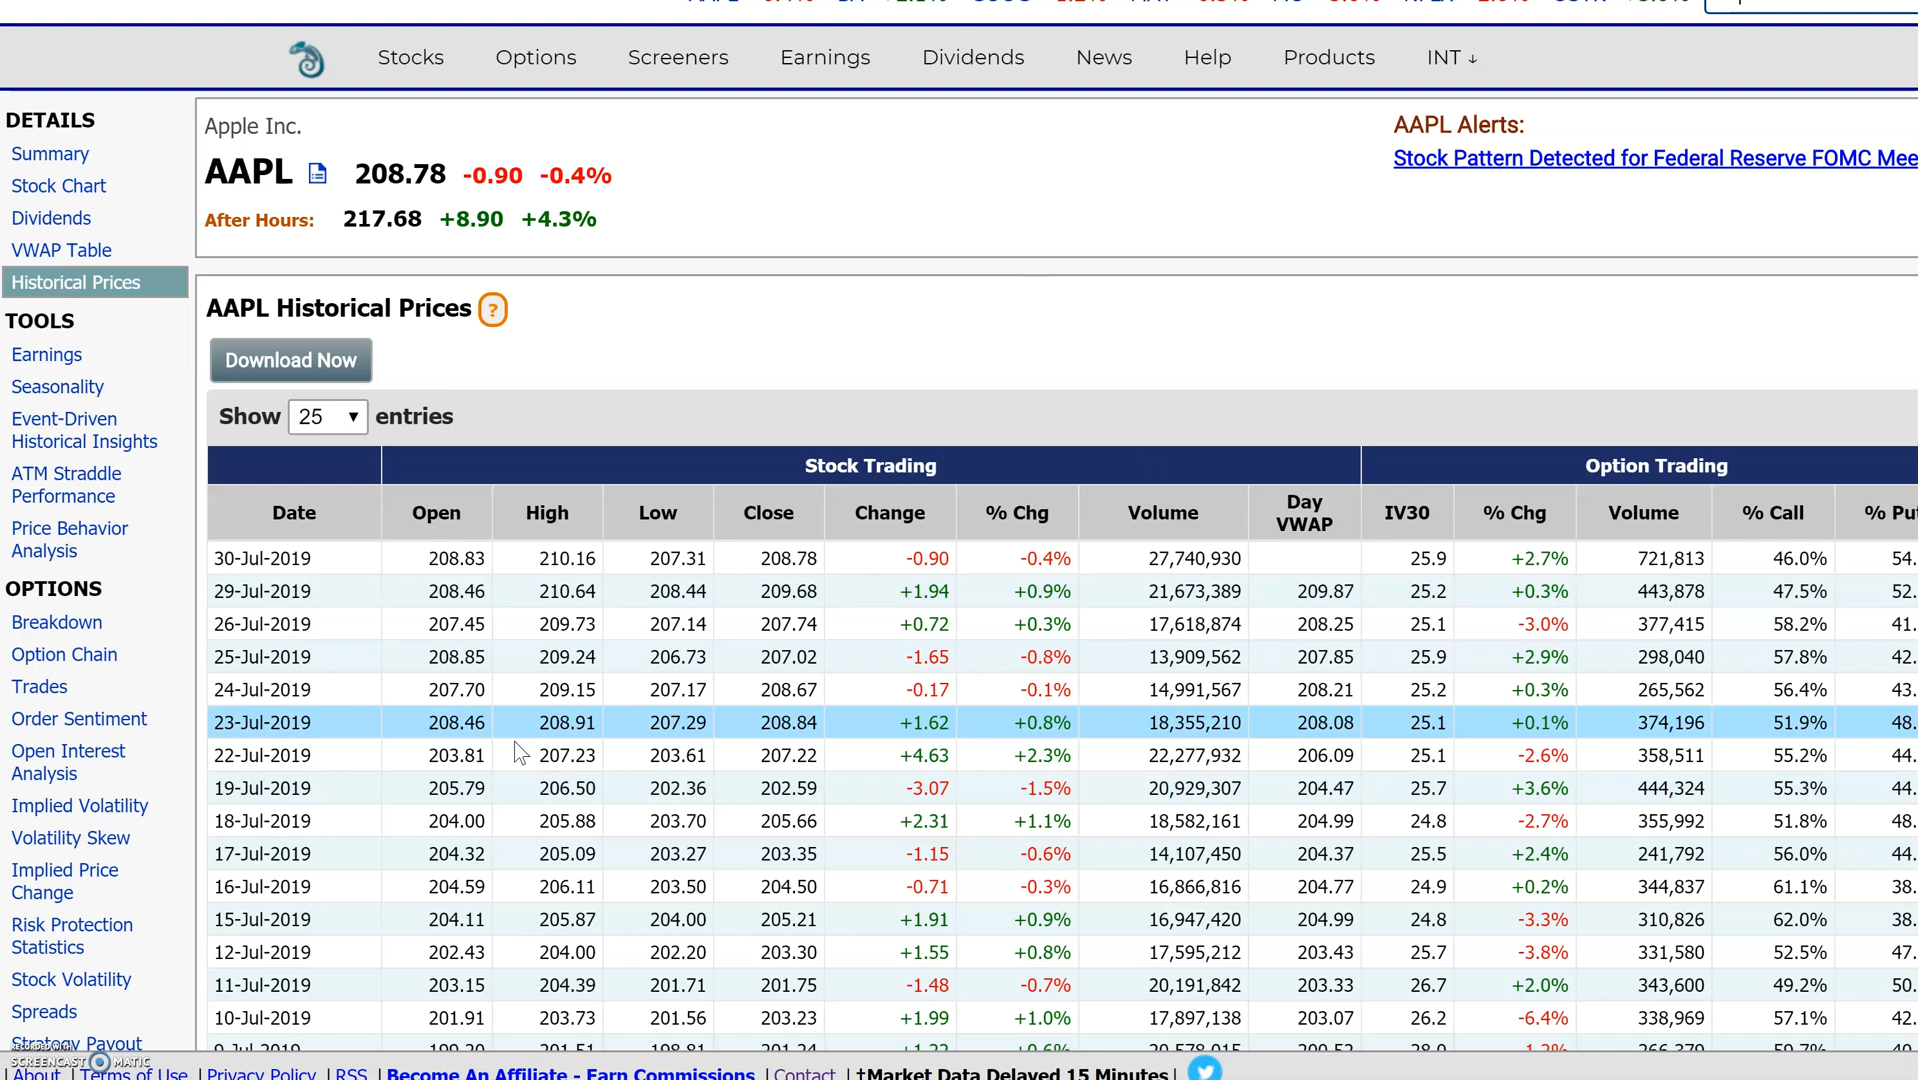 Stocks Options Screeners Earnings Dividends News Help Products INT ↓
DETAILS
Summary
Stock Chart
Dividends
VWAP Table
Historical Prices
TOOLS
Earnings
Seasonality
Event-Driven
Historical Insights
ATM Straddle
Performance
Price Behavior
Analysis
OPTIONS
Breakdown
Option Chain
Trades
Order Sentiment
Open Interest
Analysis
Implied Volatility
Volatility Skew
Implied Price
Change
Risk Protection
Statistics
Stock Volatility
Spreads
Strategy Payout
Apple Inc.
AAPL 208.78 -0.90 -0.4%
After Hours: 217.68 +8.90 +4.3%
AAPL Alerts:
Stock Pattern Detected for Federal Reserve FOMC Mee
AAPL Historical Prices ?
Download Now
Show 25 entries
Stock Trading Option Trading
Date Open High Low Close Change % Chg Volume Day VWAP IV30 % Chg Volume % Call % Pu
30-Jul-2019 208.83 210.16 207.31 208.78 -0.90 -0.4% 27,740,930 25.9 +2.7% 721,813 46.0% 54.
29-Jul-2019 208.46 210.64 208.44 209.68 +1.94 +0.9% 21,673,389 209.87 25.2 +0.3% 443,878 47.5% 52.
26-Jul-2019 207.45 209.73 207.14 207.74 +0.72 +0.3% 17,618,874 208.25 25.1 -3.0% 377,415 58.2% 41.
25-Jul-2019 208.85 209.24 206.73 207.02 -1.65 -0.8% 13,909,562 207.85 25.9 +2.9% 298,040 57.8% 42.
24-Jul-2019 207.70 209.15 207.17 208.67 -0.17 -0.1% 14,991,567 208.21 25.2 +0.3% 265,562 56.4% 43.
23-Jul-2019 208.46 208.91 207.29 208.84 +1.62 +0.8% 18,355,210 208.08 25.1 +0.1% 374,196 51.9% 48.
22-Jul-2019 203.81 207.23 203.61 207.22 +4.63 +2.3% 22,277,932 206.09 25.1 -2.6% 358,511 55.2% 44.
19-Jul-2019 205.79 206.50 202.36 202.59 -3.07 -1.5% 20,929,307 204.47 25.7 +3.6% 444,324 55.3% 44.
18-Jul-2019 204.00 205.88 203.70 205.66 +2.31 +1.1% 18,582,161 204.99 24.8 -2.7% 355,992 51.8% 48.
17-Jul-2019 204.32 205.09 203.27 203.35 -1.15 -0.6% 14,107,450 204.37 25.5 +2.4% 241,792 56.0% 44.
16-Jul-2019 204.59 206.11 203.50 204.50 -0.71 -0.3% 16,866,816 204.77 24.9 +0.2% 344,837 61.1% 38.
15-Jul-2019 204.11 205.87 204.00 205.21 +1.91 +0.9% 16,947,420 204.99 24.8 -3.3% 310,826 62.0% 38.
12-Jul-2019 202.43 204.00 202.20 203.30 +1.55 +0.8% 17,595,212 203.43 25.7 -3.8% 331,580 52.5% 47.
11-Jul-2019 203.15 204.39 201.71 201.75 -1.48 -0.7% 20,191,842 203.33 26.7 +2.0% 343,600 49.2% 50.
10-Jul-2019 201.91 203.73 201.56 203.23 +1.99 +1.0% 17,897,138 203.07 26.2 -6.4% 338,969 57.1% 42.
RECORDED WITH
SCREENCAST MATIC
| About | Terms of Use | Privacy Policy | RSS | Become An Affiliate - Earn Commissions | Contact | †Market Data Delayed 15 Minutes |